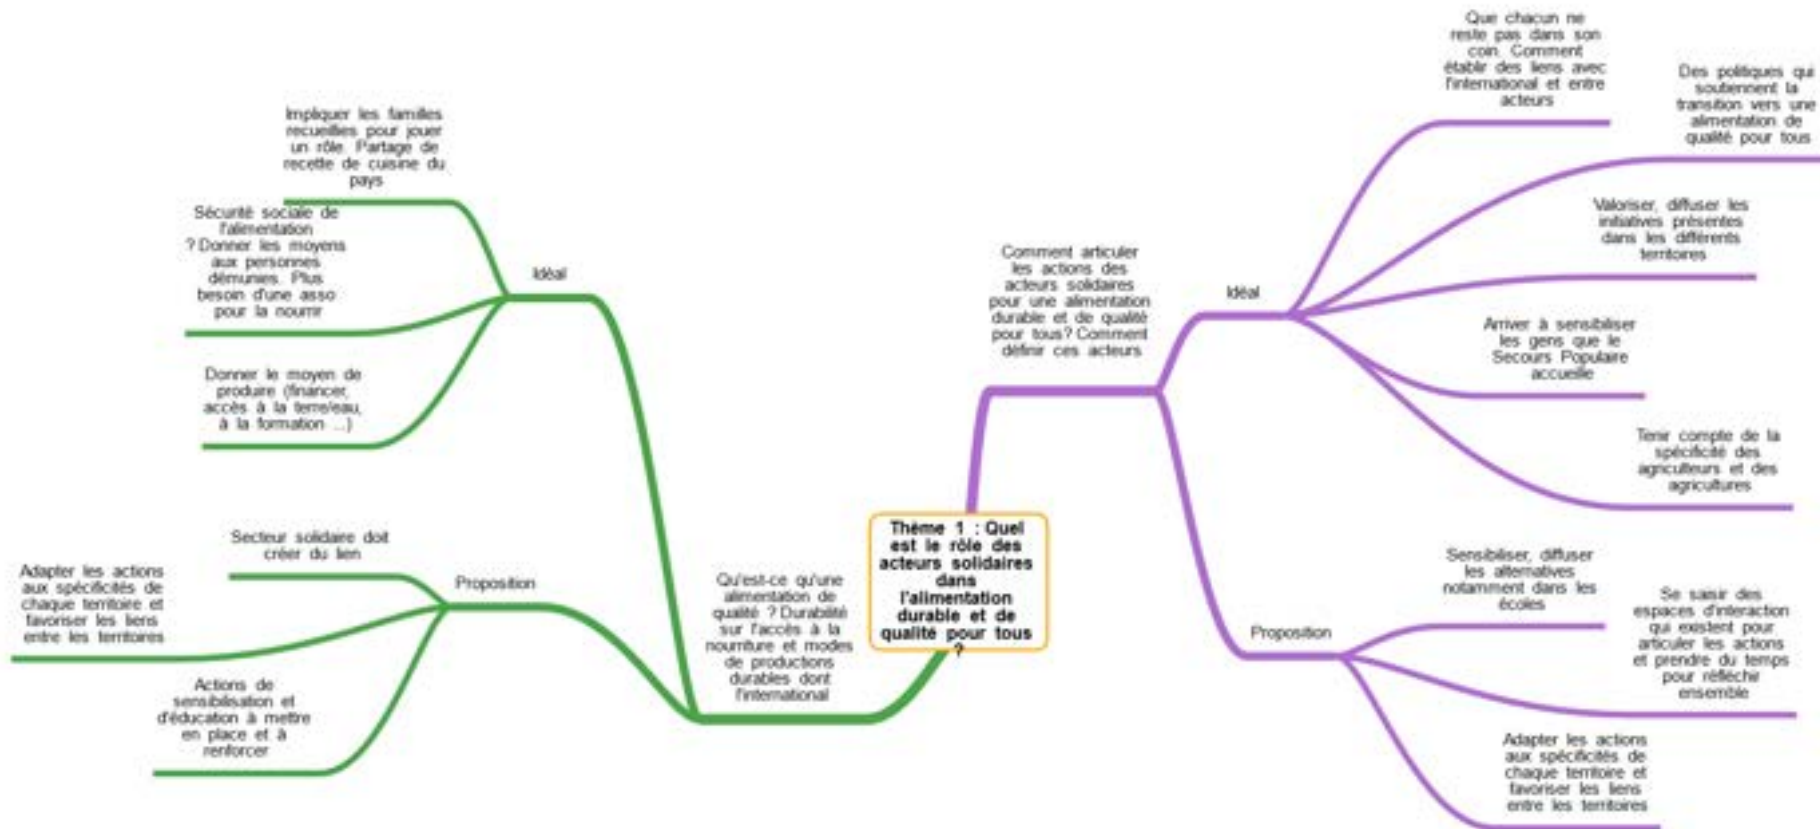 Thème 1 : Quel
est le rôle des
acteurs solidaires
dans
l'alimentation
durable et de
qualité pour tous
?
Qu'est-ce qu'une
alimentation de
qualité ? Durabilité
sur l'accès à la
nourriture et modes
de productions
durables dont
l'international
Idéal
Impliquer les familles
recueillies pour jouer
un rôle. Partage de
recette de cuisine du
pays
Sécurité sociale de
l'alimentation
? Donner les moyens
aux personnes
démunies. Plus
besoin d'une asso
pour la nourrir
Donner le moyen de
produire (financer,
accès à la terre/eau,
à la formation ...)
Proposition
Secteur solidaire doit
créer du lien
Adapter les actions
aux spécificités de
chaque territoire et
favoriser les liens
entre les territoires
Actions de
sensibilisation et
d'éducation à mettre
en place et à
renforcer
Comment articuler
les actions des
acteurs solidaires
pour une alimentation
durable et de qualité
pour tous? Comment
définir ces acteurs
Idéal
Que chacun ne
reste pas dans son
coin. Comment
établir des liens avec
l'international et entre
acteurs
Des politiques qui
soutiennent la
transition vers une
alimentation de
qualité pour tous
Valoriser, diffuser les
initiatives présentes
dans les différents
territoires
Arriver à sensibiliser
les gens que le
Secours Populaire
accueille
Tenir compte de la
spécificité des
agriculteurs et des
agricultures
Proposition
Sensibiliser, diffuser
les alternatives
notamment dans les
écoles
Se saisir des
espaces d'interaction
qui existent pour
articuler les actions
et prendre du temps
pour réfléchir
ensemble
Adapter les actions
aux spécificités de
chaque territoire et
favoriser les liens
entre les territoires